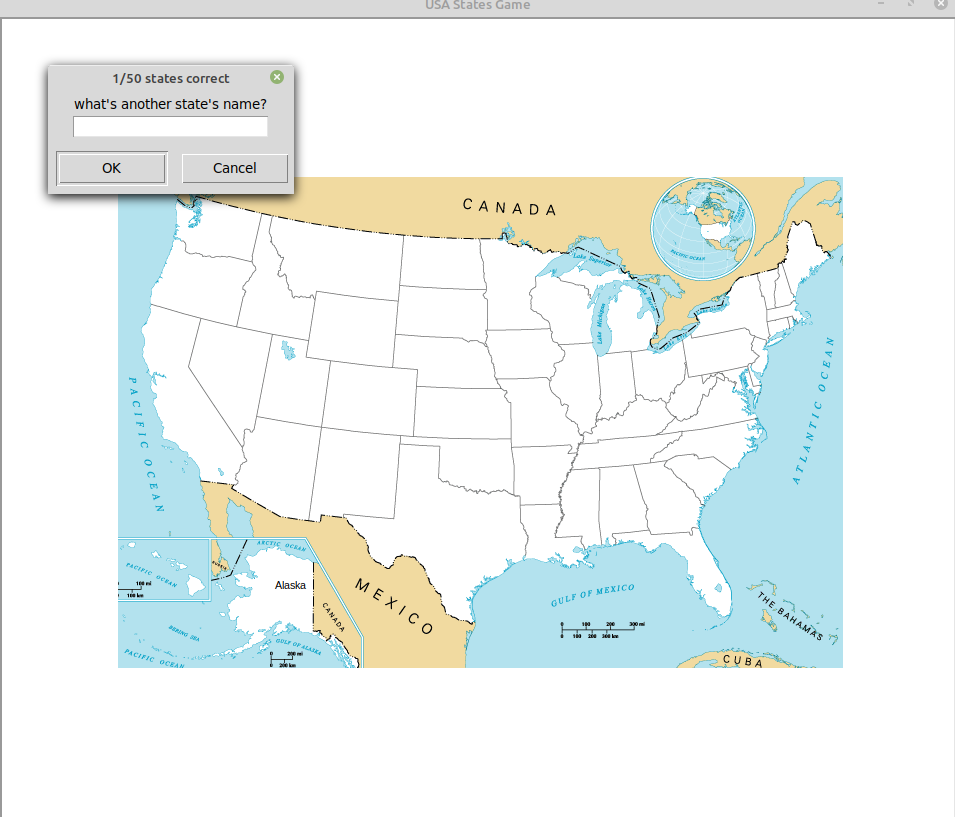 USA States Game
1/50 states correct
what's another state's name?
OK
Cancel
CANADA
PACIFIC OCEAN
Lake Superior
Lake Michigan
PACIFIC OCEAN
ATLANTIC OCEAN
ARCTIC OCEAN
PACIFIC OCEAN
100 mi
100 km
Alaska
MEXICO
CANADA
GULF OF MEXICO
THE BAHAMAS
BERING SEA
GULF OF ALASKA
0 100 200 300 mi
0 100 200 300 km
PACIFIC OCEAN
0 200 mi
0 200 km
CUBA